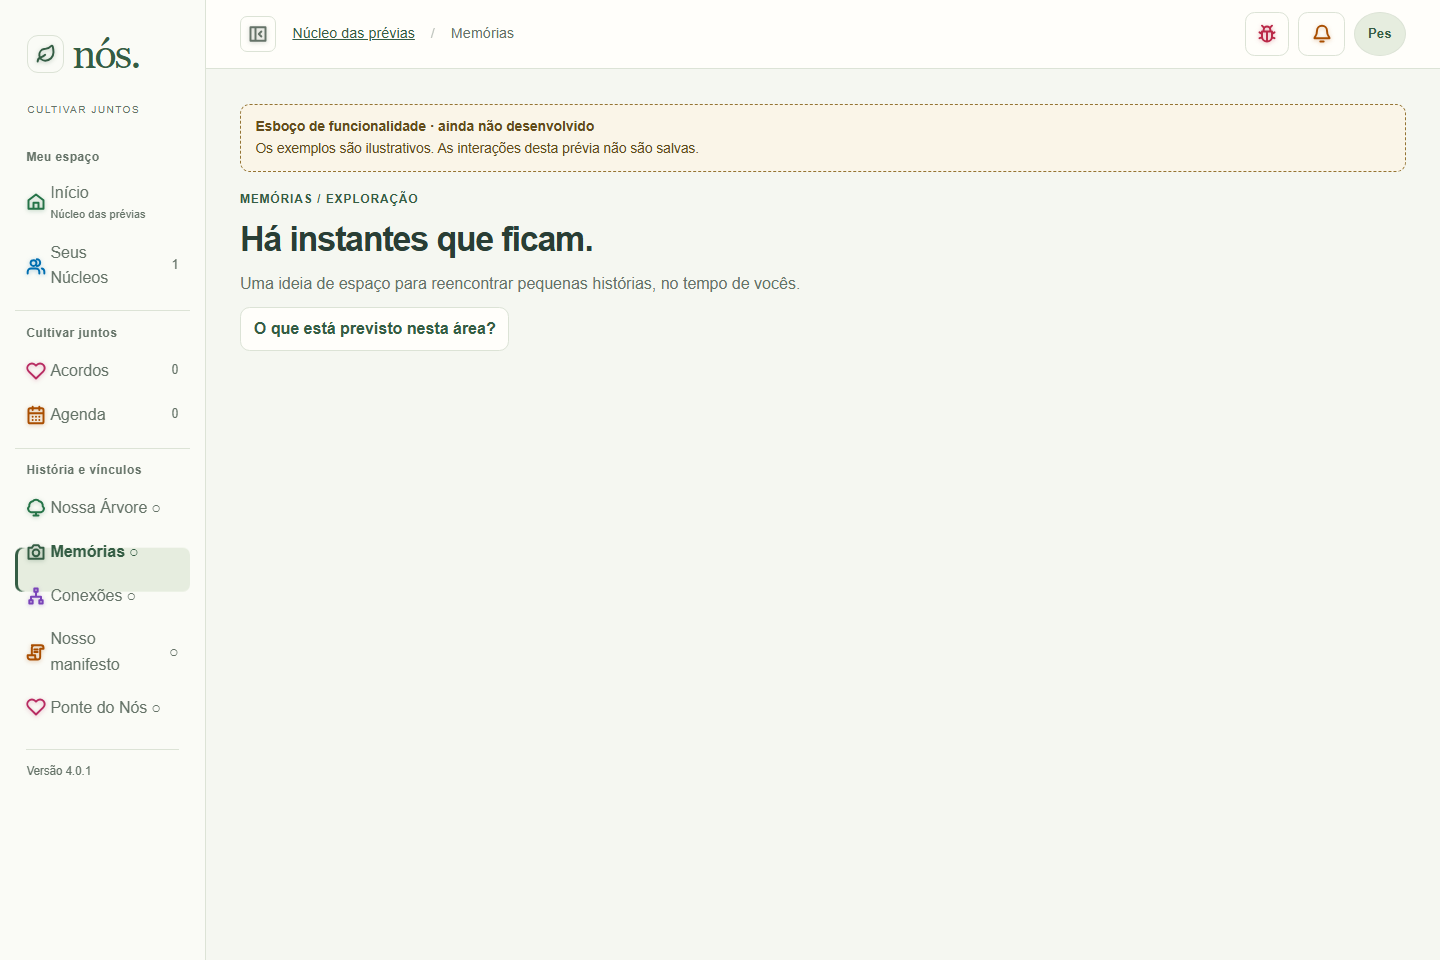 nós.
CULTIVAR JUNTOS
Meu espaço
Início
Núcleo das prévias
Seus
Núcleos
1
Cultivar juntos
Acordos
0
Agenda
0
História e vínculos
Nossa Árvore ○
Memórias ○
Conexões ○
Nosso
manifesto
○
Ponte do Nós ○
Versão 4.0.1
Núcleo das prévias / Memórias
Pes
Esboço de funcionalidade · ainda não desenvolvido
Os exemplos são ilustrativos. As interações desta prévia não são salvas.
MEMÓRIAS / EXPLORAÇÃO
Há instantes que ficam.
Uma ideia de espaço para reencontrar pequenas histórias, no tempo de vocês.
O que está previsto nesta área?